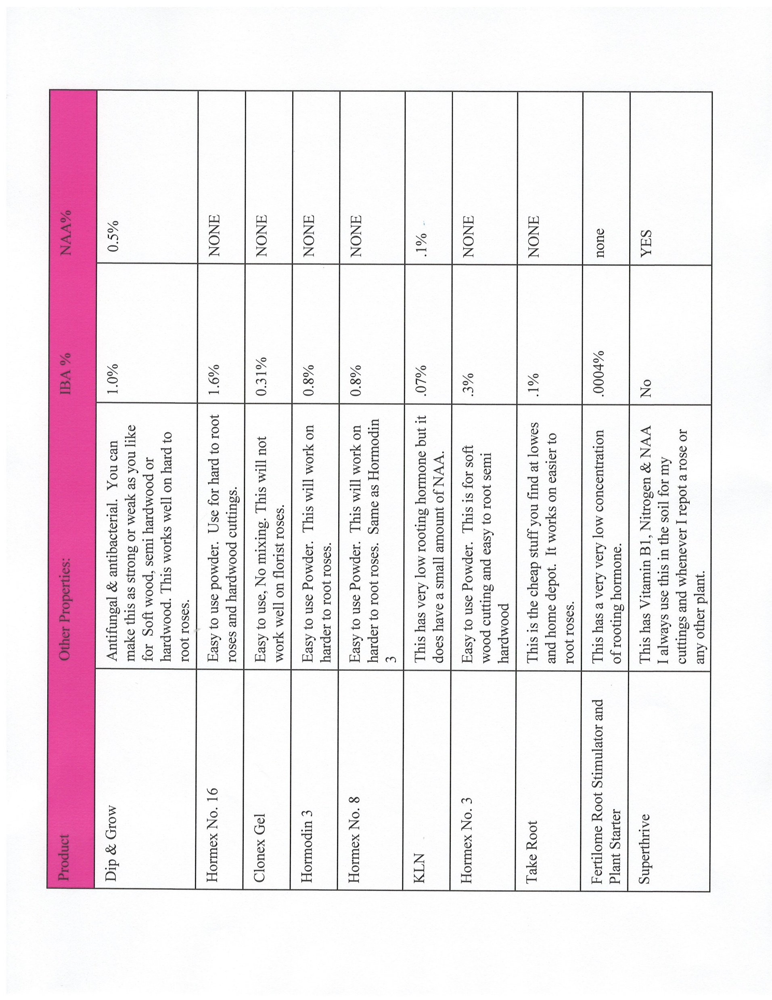 Product Other Properties: IBA % NAA%
Dip & Grow Antifungal & antibacterial. You can 1.0% 0.5%
make this as strong or weak as you like
for Soft wood, semi hardwood or
hardwood. This works well on hard to
root roses.
Hormex No. 16 Easy to use powder. Use for hard to root 1.6% NONE
roses and hardwood cuttings.
Clonex Gel Easy to use, No mixing. This will not 0.31% NONE
work well on florist roses.
Hormodin 3 Easy to use Powder. This will work on 0.8% NONE
harder to root roses.
Hormex No. 8 Easy to use Powder. This will work on 0.8% NONE
harder to root roses. Same as Hormodin
3
KLN This has very low rooting hormone but it .07% .1%
does have a small amount of NAA.
Hormex No. 3 Easy to use Powder. This is for soft .3% NONE
wood cutting and easy to root semi
hardwood
Take Root This is the cheap stuff you find at lowes .1% NONE
and home depot. It works on easier to
root roses.
Fertilome Root Stimulator and This has a very very low concentration .0004% none
Plant Starter of rooting hormone.
Superthrive This has Vitamin B1, Nitrogen & NAA No YES
I always use this in the soil for my
cuttings and whenever I repot a rose or
any other plant.